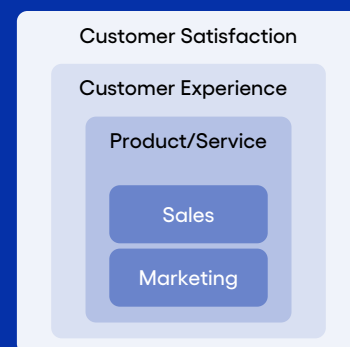 Customer Satisfaction
Customer Experience
Product/Service
Sales
Marketing